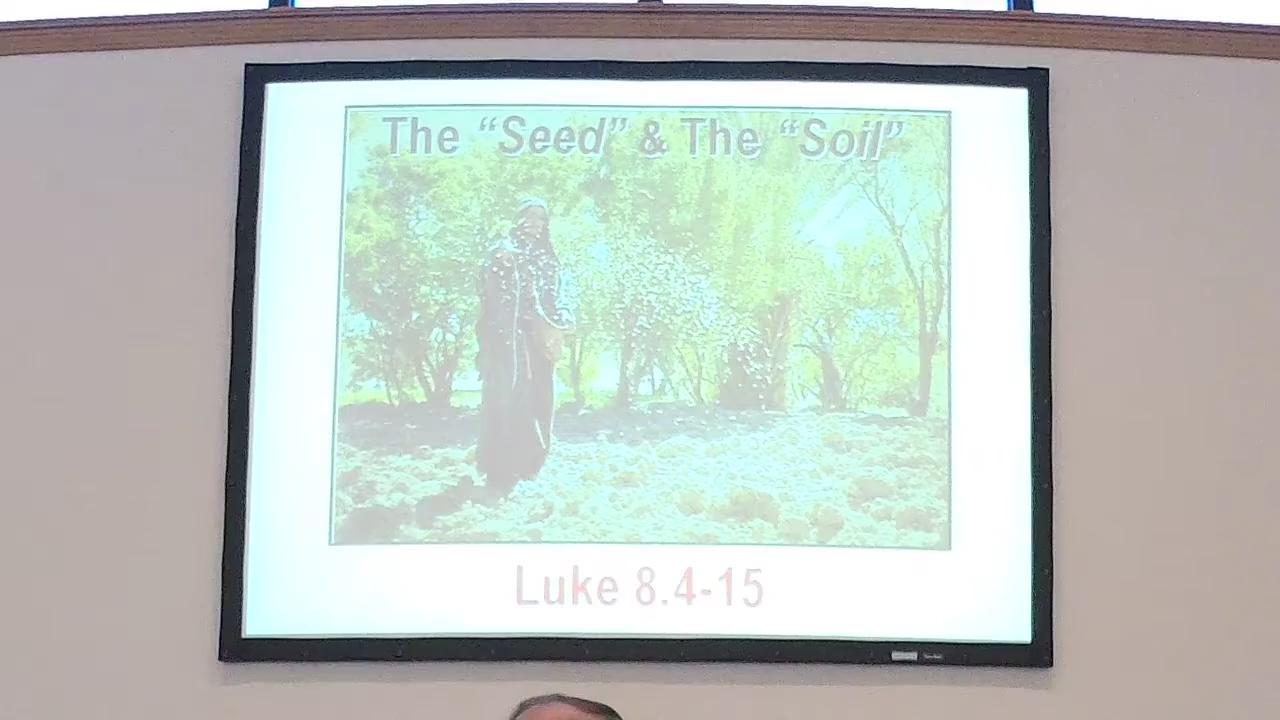 The “Seed” & The “Soil”
Luke 8.4-15